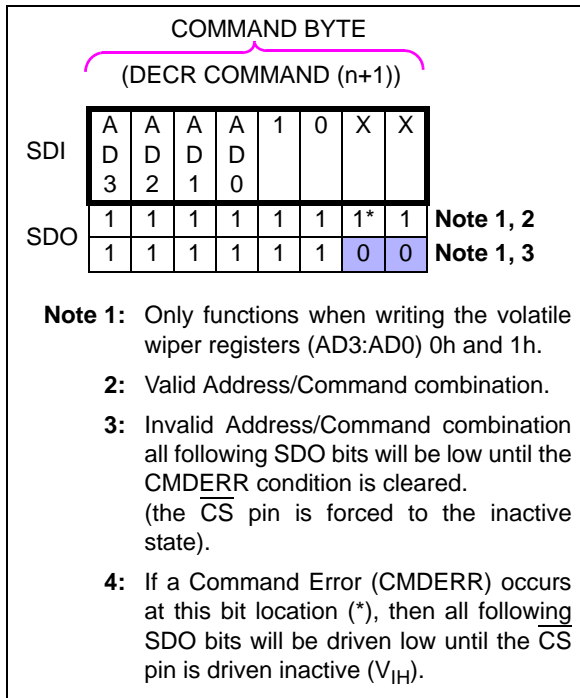 COMMAND BYTE
(DECR COMMAND (n+1))
SDI A A A A 1 0 X X
D D D D
3 2 1 0
SDO 1 1 1 1 1 1 1* 1 Note 1, 2
1 1 1 1 1 1 0 0 Note 1, 3
Note 1: Only functions when writing the volatile
wiper registers (AD3:AD0) 0h and 1h.
2: Valid Address/Command combination.
3: Invalid Address/Command combination
all following SDO bits will be low until the
CMDERR condition is cleared.
(the CS pin is forced to the inactive
state).
4: If a Command Error (CMDERR) occurs
at this bit location (*), then all following
SDO bits will be driven low until the CS
pin is driven inactive (VIH).